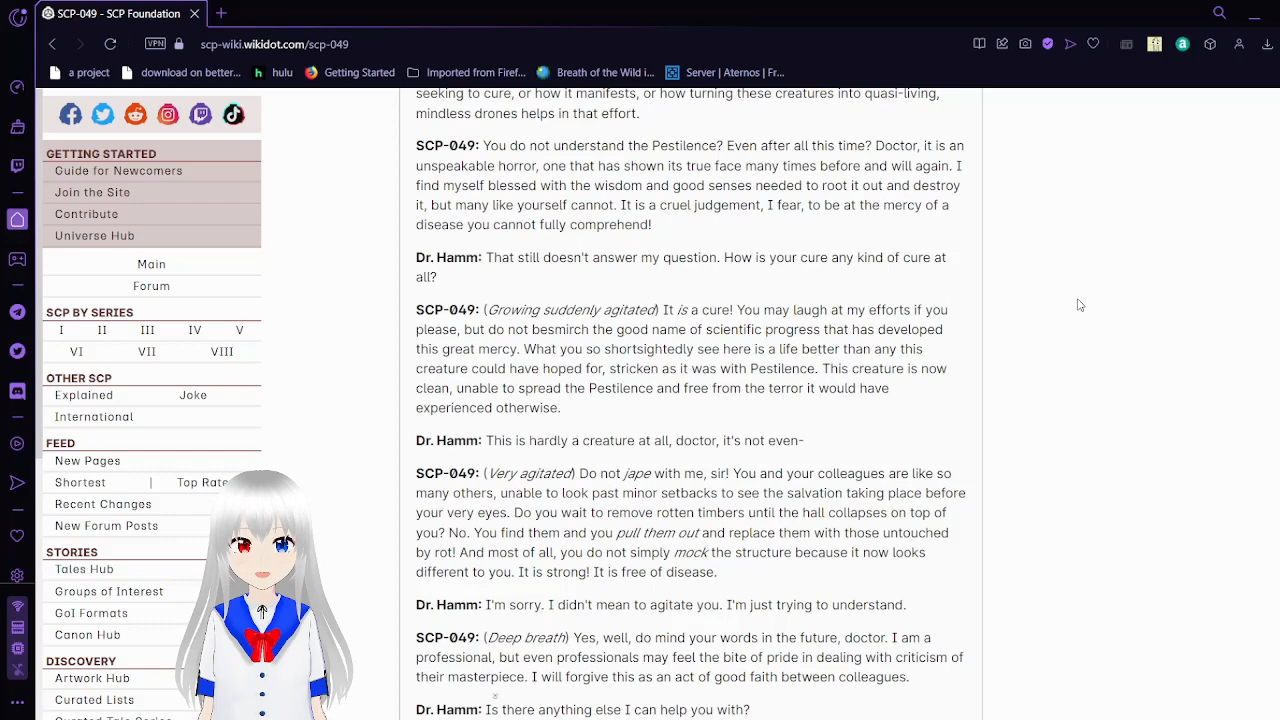 SCP-049 - SCP Foundation
VPN
scp-wiki.wikidot.com/scp-049
a project
download on better...
hulu
Getting Started
Imported from Firef...
Breath of the Wild i...
Server | Aternos | Fr...
GETTING STARTED
Guide for Newcomers
Join the Site
Contribute
Universe Hub
Main
Forum
SCP BY SERIES
I II III IV V
VI VII VIII
OTHER SCP
Explained Joke
International
FEED
New Pages
Shortest | Top Rate
Recent Changes
New Forum Posts
STORIES
Tales Hub
Groups of Interest
GoI Formats
Canon Hub
DISCOVERY
Artwork Hub
Curated Lists
seeking to cure, or how it manifests, or how turning these creatures into quasi-living,
mindless drones helps in that effort.
SCP-049: You do not understand the Pestilence? Even after all this time? Doctor, it is an
unspeakable horror, one that has shown its true face many times before and will again. I
find myself blessed with the wisdom and good senses needed to root it out and destroy
it, but many like yourself cannot. It is a cruel judgement, I fear, to be at the mercy of a
disease you cannot fully comprehend!
Dr. Hamm: That still doesn't answer my question. How is your cure any kind of cure at
all?
SCP-049: (Growing suddenly agitated) It is a cure! You may laugh at my efforts if you
please, but do not besmirch the good name of scientific progress that has developed
this great mercy. What you so shortsightedly see here is a life better than any this
creature could have hoped for, stricken as it was with Pestilence. This creature is now
clean, unable to spread the Pestilence and free from the terror it would have
experienced otherwise.
Dr. Hamm: This is hardly a creature at all, doctor, it's not even-
SCP-049: (Very agitated) Do not jape with me, sir! You and your colleagues are like so
many others, unable to look past minor setbacks to see the salvation taking place before
your very eyes. Do you wait to remove rotten timbers until the hall collapses on top of
you? No. You find them and you pull them out and replace them with those untouched
by rot! And most of all, you do not simply mock the structure because it now looks
different to you. It is strong! It is free of disease.
Dr. Hamm: I'm sorry. I didn't mean to agitate you. I'm just trying to understand.
SCP-049: (Deep breath) Yes, well, do mind your words in the future, doctor. I am a
professional, but even professionals may feel the bite of pride in dealing with criticism of
their masterpiece. I will forgive this as an act of good faith between colleagues.
Dr. Hamm: Is there anything else I can help you with?